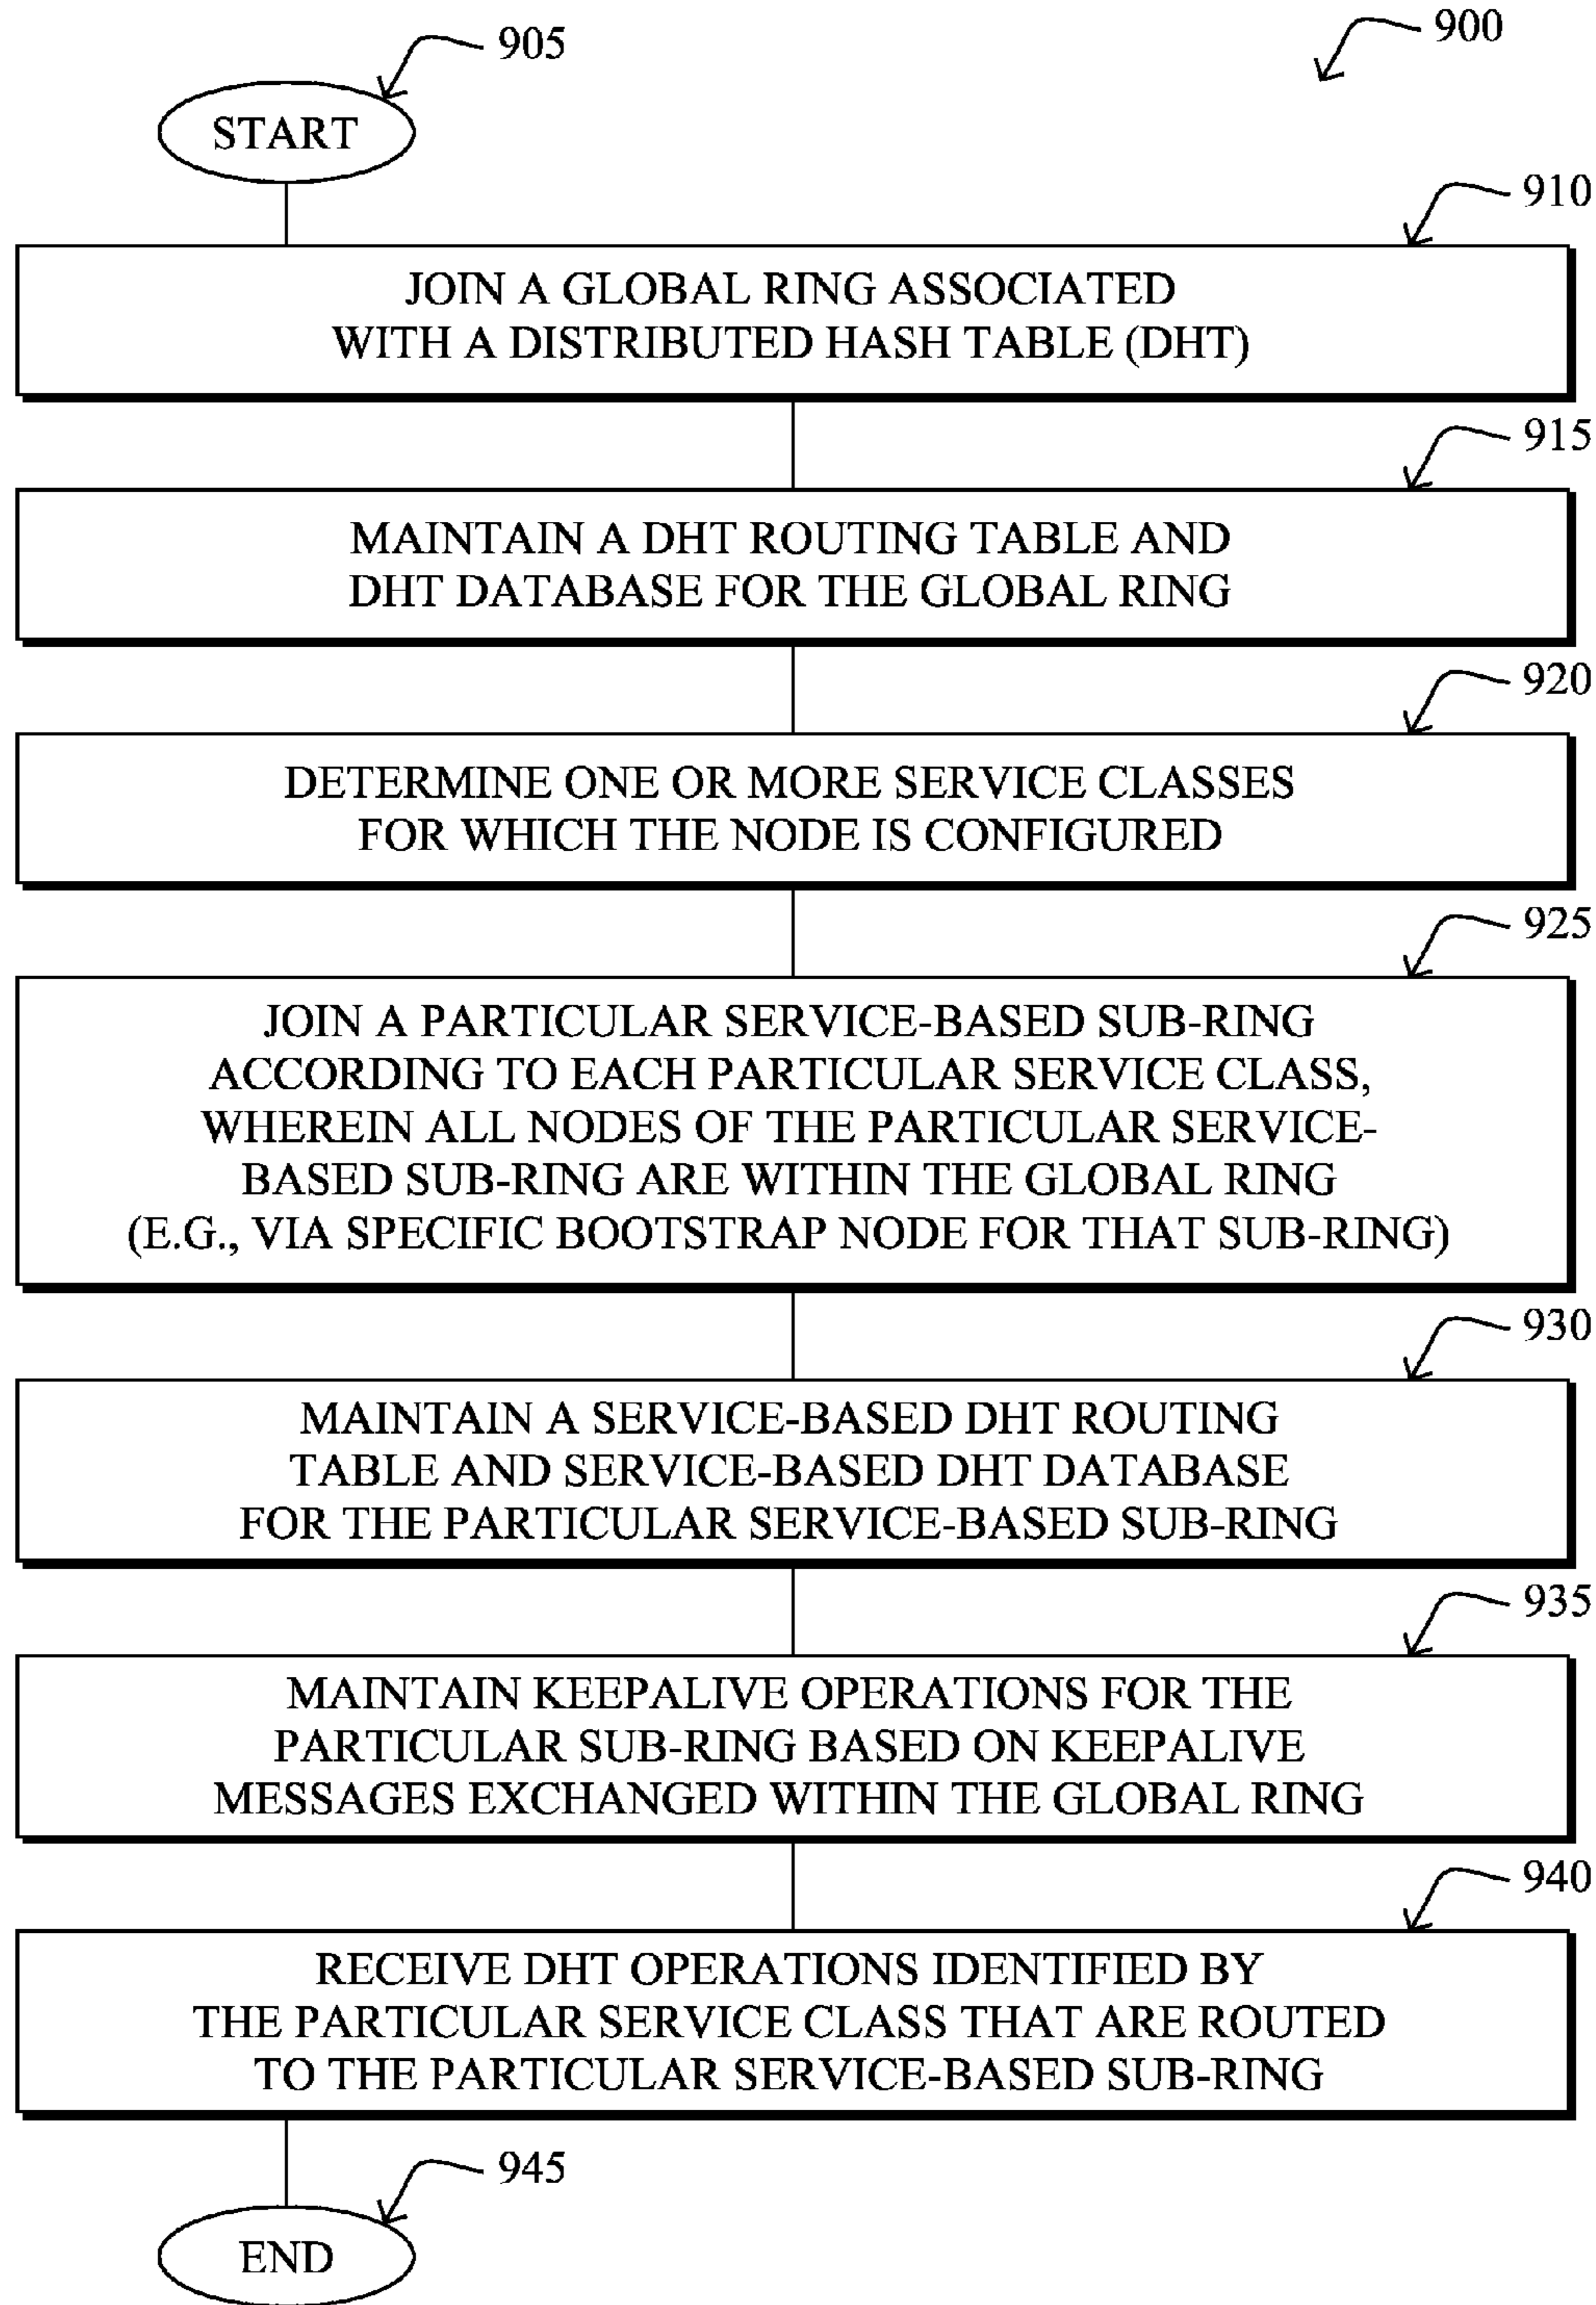 900
905
START
910
JOIN A GLOBAL RING ASSOCIATED
WITH A DISTRIBUTED HASH TABLE (DHT)
915
MAINTAIN A DHT ROUTING TABLE AND
DHT DATABASE FOR THE GLOBAL RING
920
DETERMINE ONE OR MORE SERVICE CLASSES
FOR WHICH THE NODE IS CONFIGURED
925
JOIN A PARTICULAR SERVICE-BASED SUB-RING
ACCORDING TO EACH PARTICULAR SERVICE CLASS,
WHEREIN ALL NODES OF THE PARTICULAR SERVICE-
BASED SUB-RING ARE WITHIN THE GLOBAL RING
(E.G., VIA SPECIFIC BOOTSTRAP NODE FOR THAT SUB-RING)
930
MAINTAIN A SERVICE-BASED DHT ROUTING
TABLE AND SERVICE-BASED DHT DATABASE
FOR THE PARTICULAR SERVICE-BASED SUB-RING
935
MAINTAIN KEEPALIVE OPERATIONS FOR THE
PARTICULAR SUB-RING BASED ON KEEPALIVE
MESSAGES EXCHANGED WITHIN THE GLOBAL RING
940
RECEIVE DHT OPERATIONS IDENTIFIED BY
THE PARTICULAR SERVICE CLASS THAT ARE ROUTED
TO THE PARTICULAR SERVICE-BASED SUB-RING
945
END